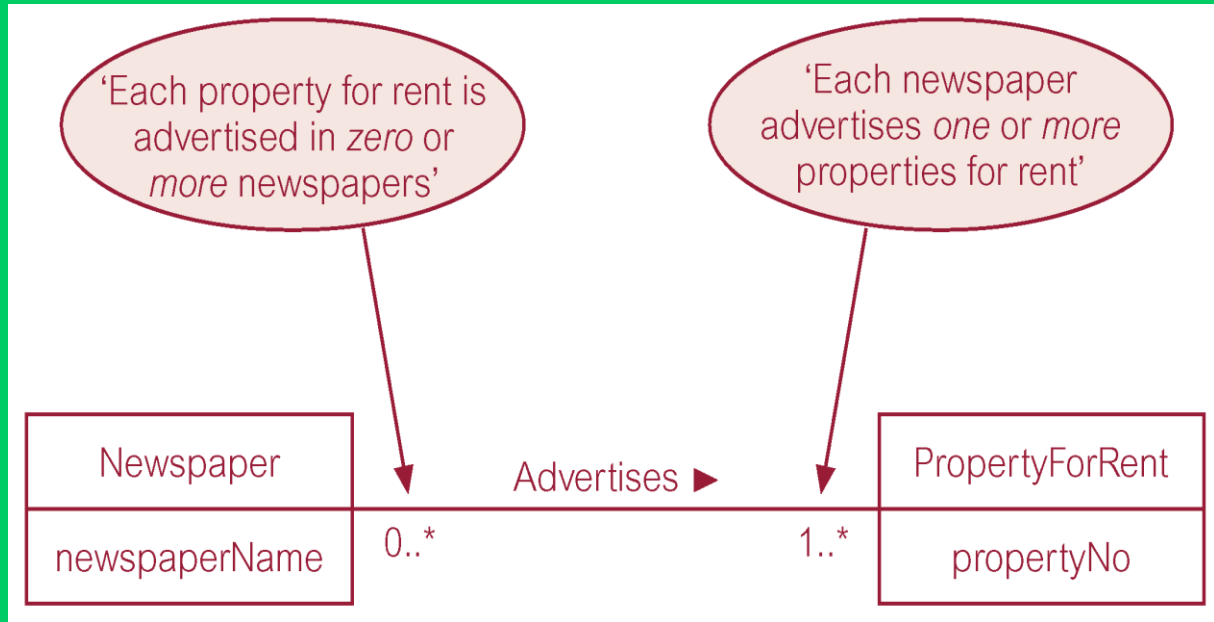 ‘Each property for rent is
advertised in zero or
more newspapers’
‘Each newspaper
advertises one or more
properties for rent’
Newspaper
Advertises ►
PropertyForRent
newspaperName
0..*
1..*
propertyNo